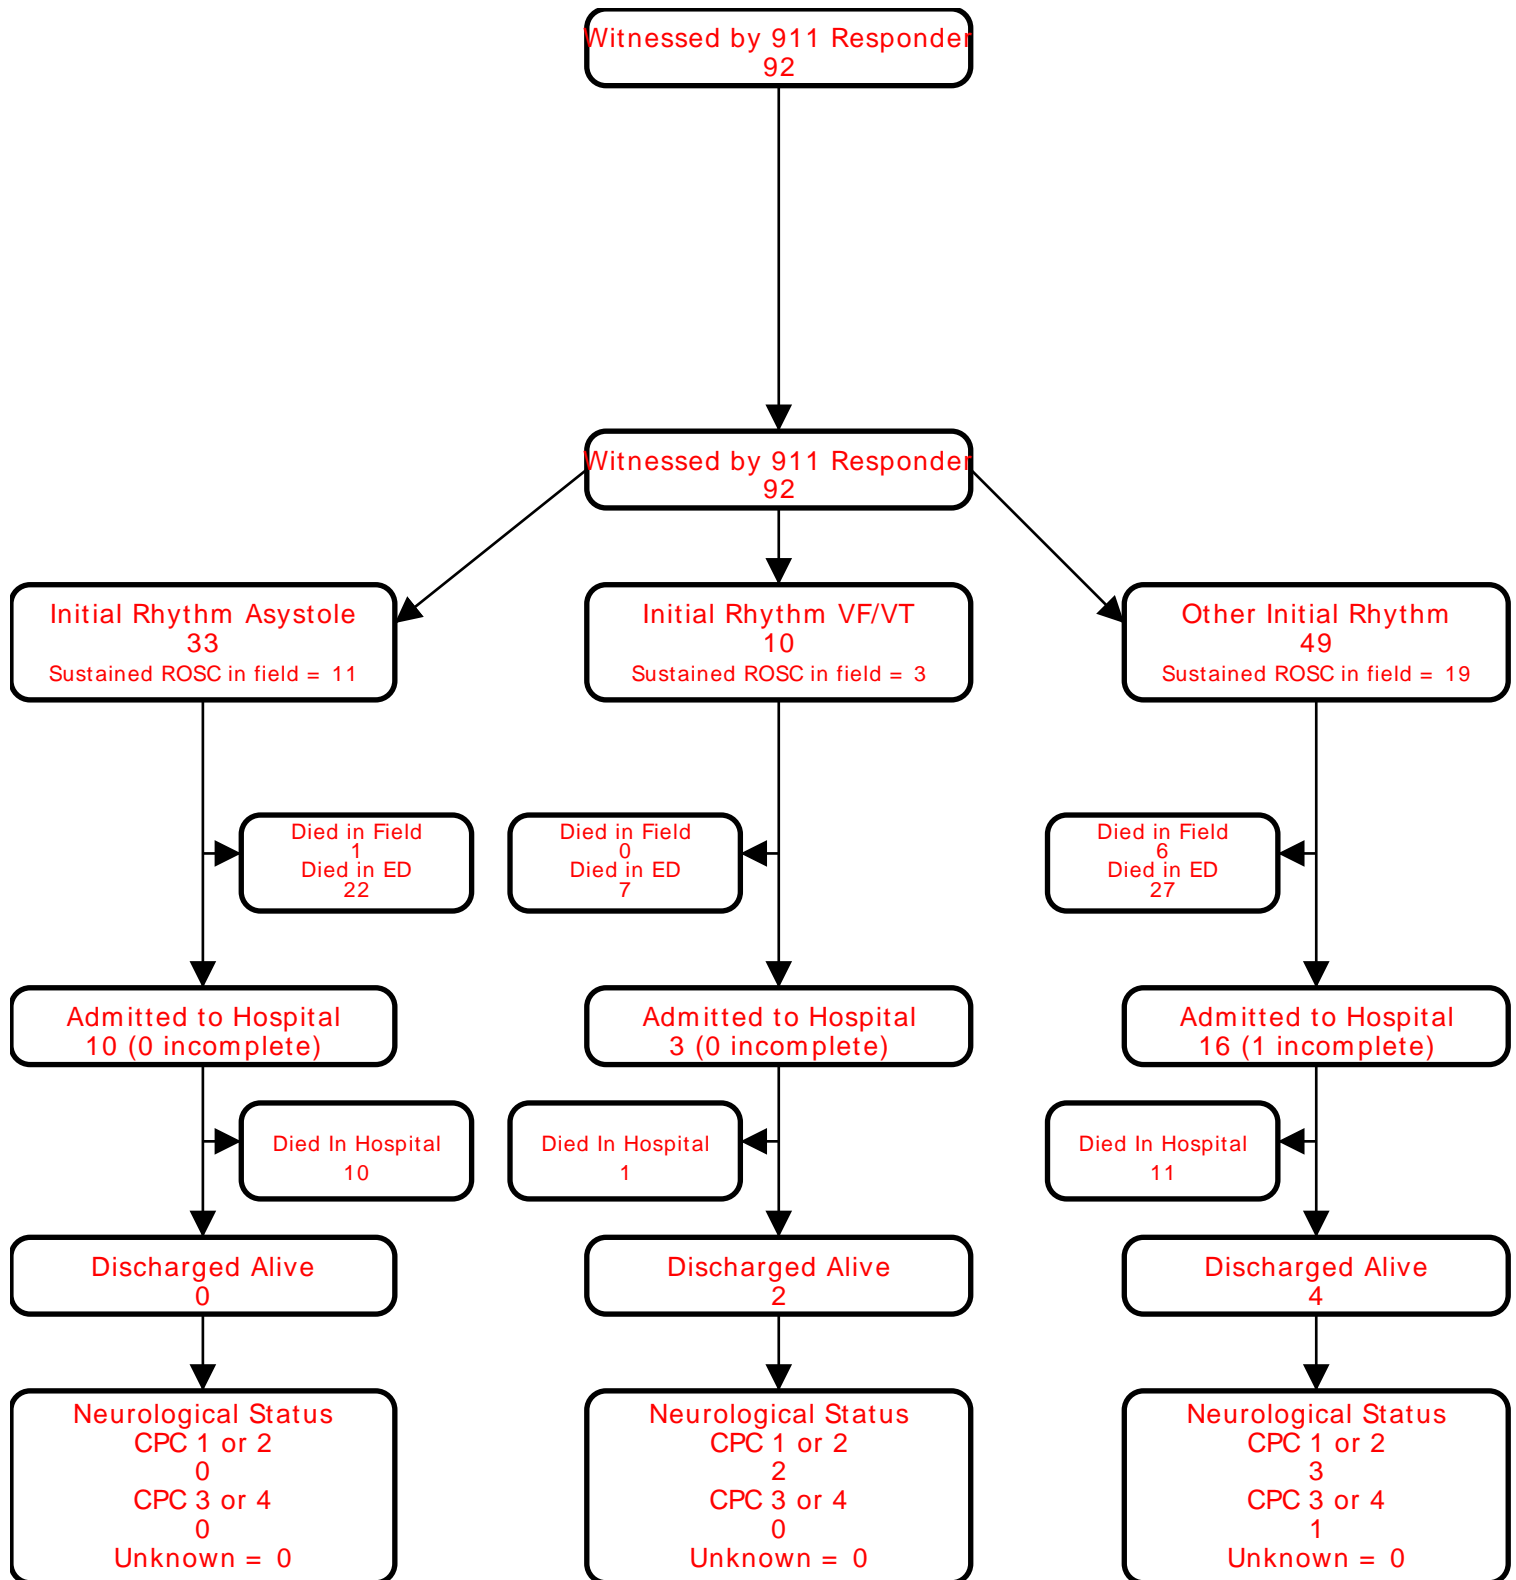 Witnessed by 911 Responder
92
Witnessed by 911 Responder
92
Initial Rhythm Asystole
33
Sustained ROSC in field = 11
Initial Rhythm VF/VT
10
Sustained ROSC in field = 3
Other Initial Rhythm
49
Sustained ROSC in field = 19
Died in Field
1
Died in ED
22
Died in Field
0
Died in ED
7
Died in Field
6
Died in ED
27
Admitted to Hospital
10 (0 incomplete)
Admitted to Hospital
3 (0 incomplete)
Admitted to Hospital
16 (1 incomplete)
Died In Hospital
10
Died In Hospital
1
Died In Hospital
11
Discharged Alive
0
Discharged Alive
2
Discharged Alive
4
Neurological Status
CPC 1 or 2
0
CPC 3 or 4
0
Unknown = 0
Neurological Status
CPC 1 or 2
2
CPC 3 or 4
0
Unknown = 0
Neurological Status
CPC 1 or 2
3
CPC 3 or 4
1
Unknown = 0